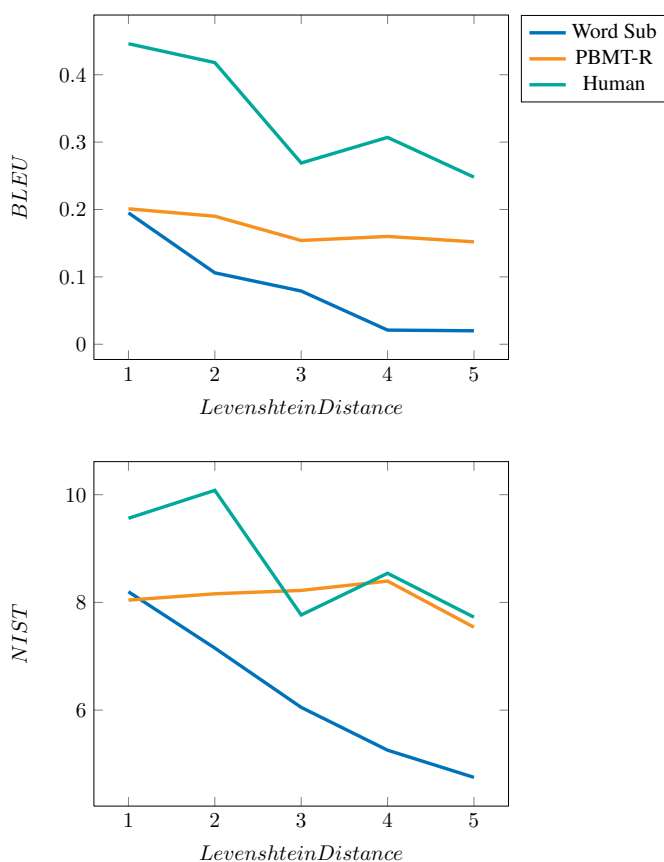 Word Sub
PBMT-R
Human
0.4
0.3
0.2
0.1
0
BLEU
1 2 3 4 5
LevenshteinDistance
10
8
6
NIST
1 2 3 4 5
LevenshteinDistance